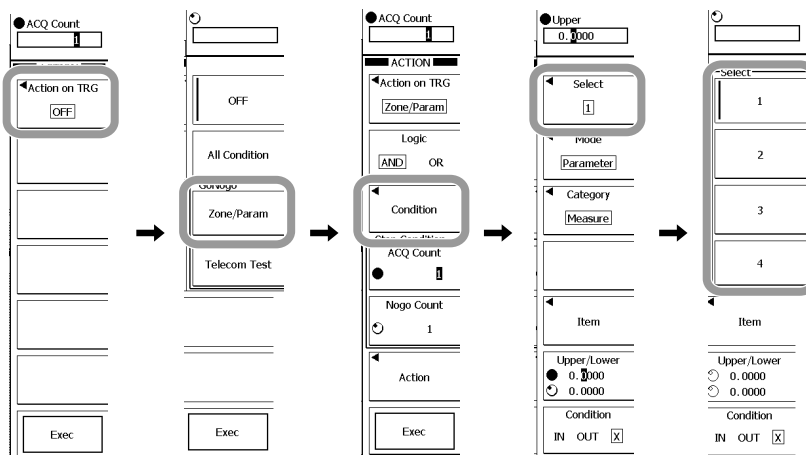 ACQ Count
1
Action on TRG
OFF
Exec
OFF
All Condition
GoNogo
Zone/Param
Telecom Test
Exec
ACQ Count
1
ACTION
Action on TRG
Zone/Param
Logic
AND OR
Condition
Stop Condition
ACQ Count
1
Nogo Count
1
Action
Exec
Upper
0.0000
Select
1
Mode
Parameter
Category
Measure
Item
Upper/Lower
0.0000
0.0000
Condition
IN OUT X
Select
1
2
3
4
Item
Upper/Lower
0.0000
0.0000
Condition
IN OUT X